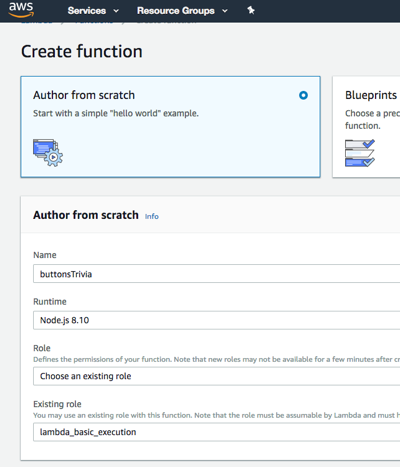 aws
Services
Resource Groups
Create function
Author from scratch
Start with a simple "hello world" example.
Blueprints
Choose a prec
function.
Author from scratch Info
Name
buttonsTrivia
Runtime
Node.js 8.10
Role
Defines the permissions of your function. Note that new roles may not be available for a few minutes after cr
Choose an existing role
Existing role
You may use an existing role with this function. Note that the role must be assumable by Lambda and must h
lambda_basic_execution